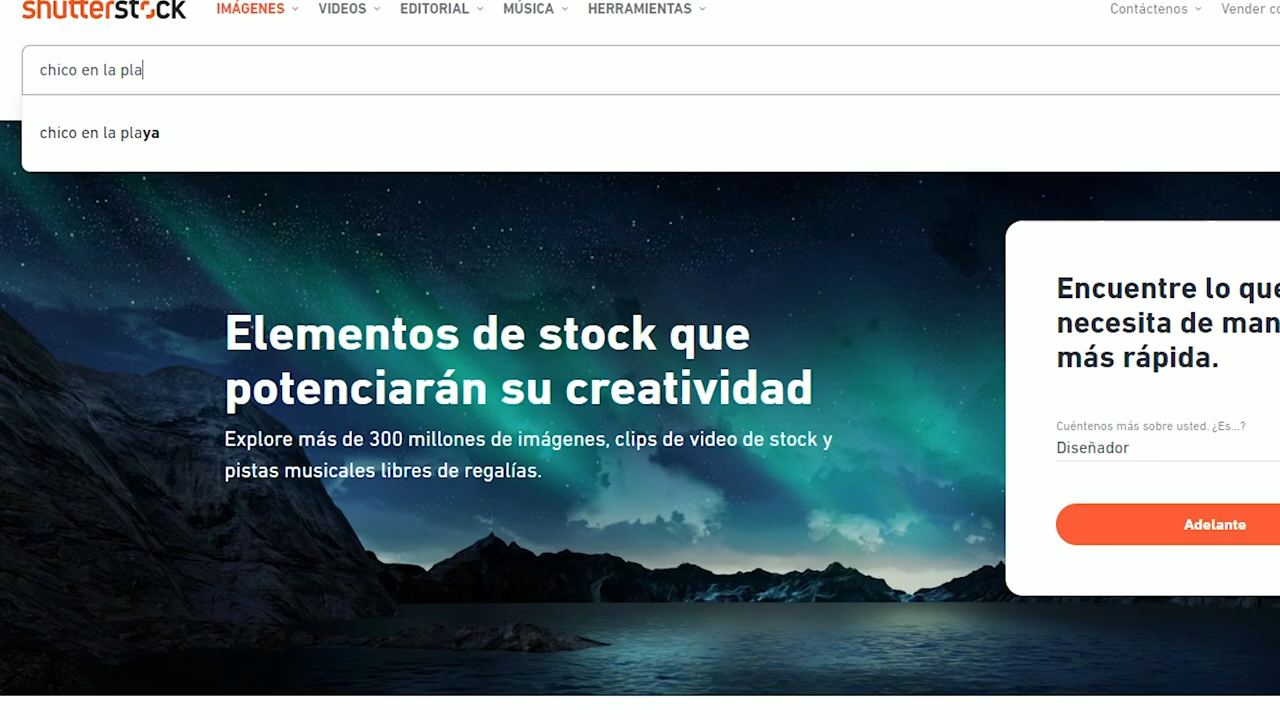 shutterstock
IMÁGENES VIDEOS EDITORIAL MÚSICA HERRAMIENTAS Contáctenos Vender
chico en la pla
chico en la playa
Elementos de stock que
potenciarán su creatividad
Explore más de 300 millones de imágenes, clips de video de stock y
pistas musicales libres de regalías.
Encuentre lo que
necesita de man
más rápida.
Cuéntenos más sobre usted. ¿Es...?
Diseñador
Adelante